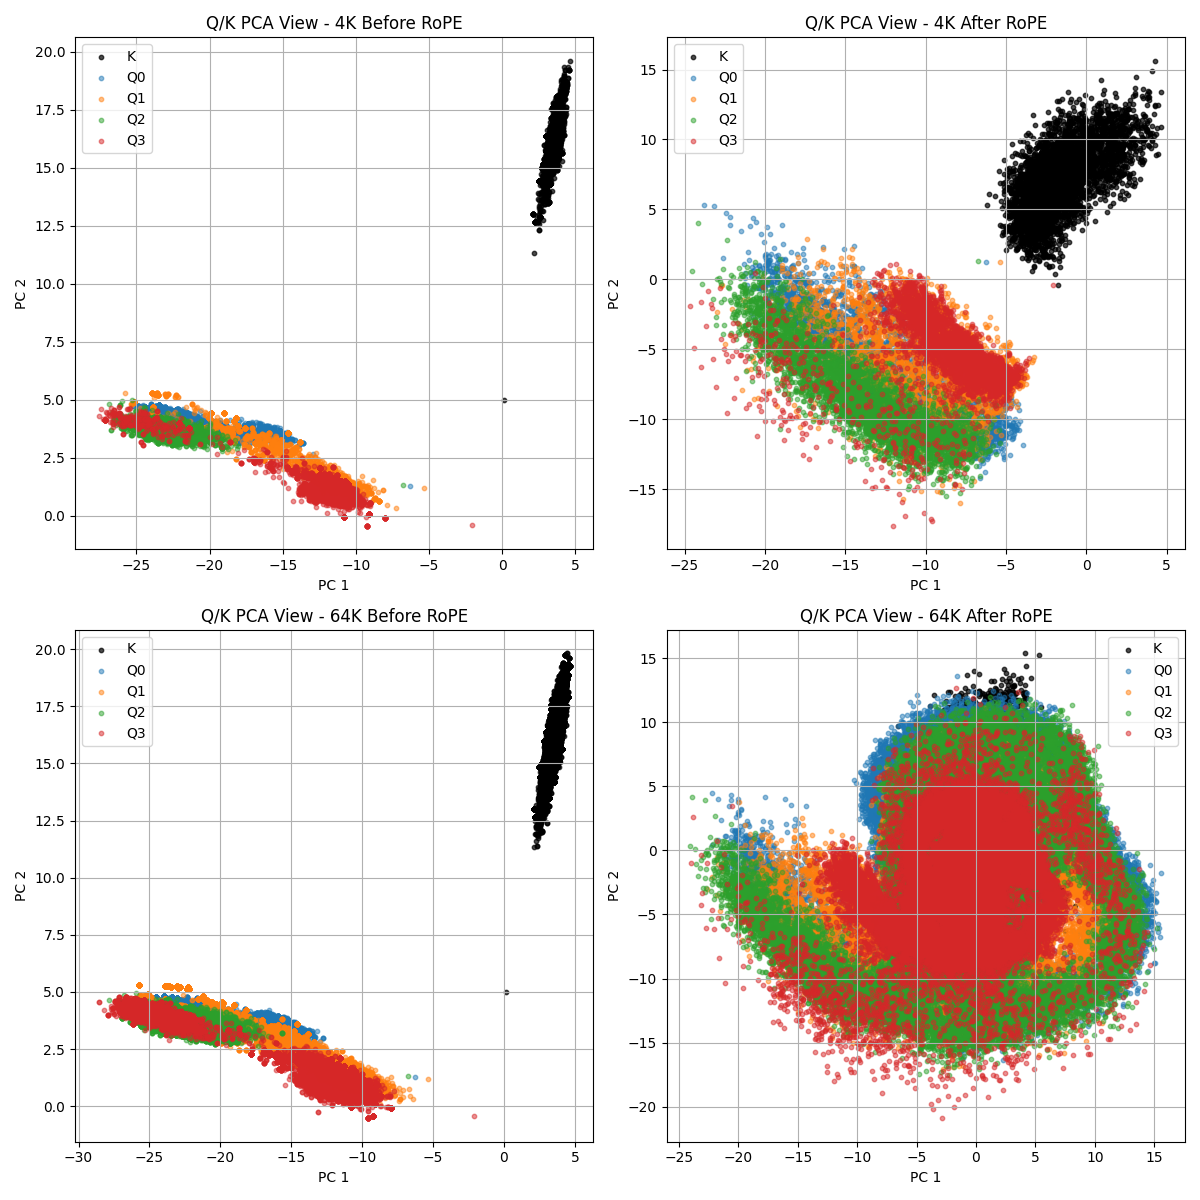 Q/K PCA View - 4K Before RoPE
20.0
17.5
15.0
12.5
10.0
7.5
5.0
2.5
0.0
PC 2
K
Q0
Q1
Q2
Q3
−25
−20
−15
−10
−5
0
5
PC 1
Q/K PCA View - 4K After RoPE
15
10
5
0
−5
−10
−15
PC 2
K
Q0
Q1
Q2
Q3
−25
−20
−15
−10
−5
0
5
PC 1
Q/K PCA View - 64K Before RoPE
20.0
17.5
15.0
12.5
10.0
7.5
5.0
2.5
0.0
PC 2
K
Q0
Q1
Q2
Q3
−30
−25
−20
−15
−10
−5
0
5
PC 1
Q/K PCA View - 64K After RoPE
15
10
5
0
−5
−10
−15
−20
PC 2
K
Q0
Q1
Q2
Q3
−25
−20
−15
−10
−5
0
5
10
15
PC 1